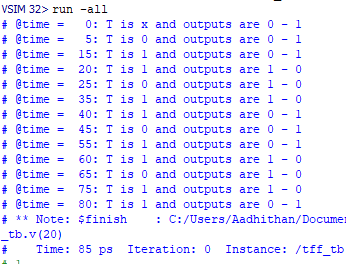 VSIM 32> run -all
# @time =   0: T is x and outputs are 0 - 1
# @time =   5: T is 0 and outputs are 0 - 1
# @time =  15: T is 1 and outputs are 0 - 1
# @time =  20: T is 1 and outputs are 1 - 0
# @time =  25: T is 0 and outputs are 1 - 0
# @time =  35: T is 1 and outputs are 1 - 0
# @time =  40: T is 1 and outputs are 0 - 1
# @time =  45: T is 0 and outputs are 0 - 1
# @time =  55: T is 1 and outputs are 0 - 1
# @time =  60: T is 1 and outputs are 1 - 0
# @time =  65: T is 0 and outputs are 1 - 0
# @time =  75: T is 1 and outputs are 1 - 0
# @time =  80: T is 1 and outputs are 0 - 1
# ** Note: $finish    : C:/Users/Aadhithan/Documen
_tb.v(20)
#    Time: 85 ps  Iteration: 0  Instance: /tff_tb
# 1